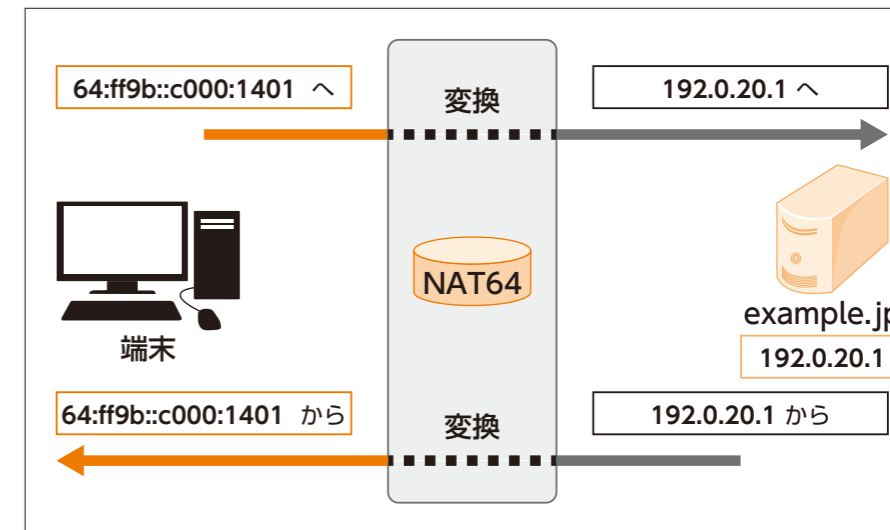 64:ff9b::c000:1401 へ
変換
192.0.20.1 へ
NAT64
端末
example.jp
192.0.20.1
64:ff9b::c000:1401 から
変換
192.0.20.1 から